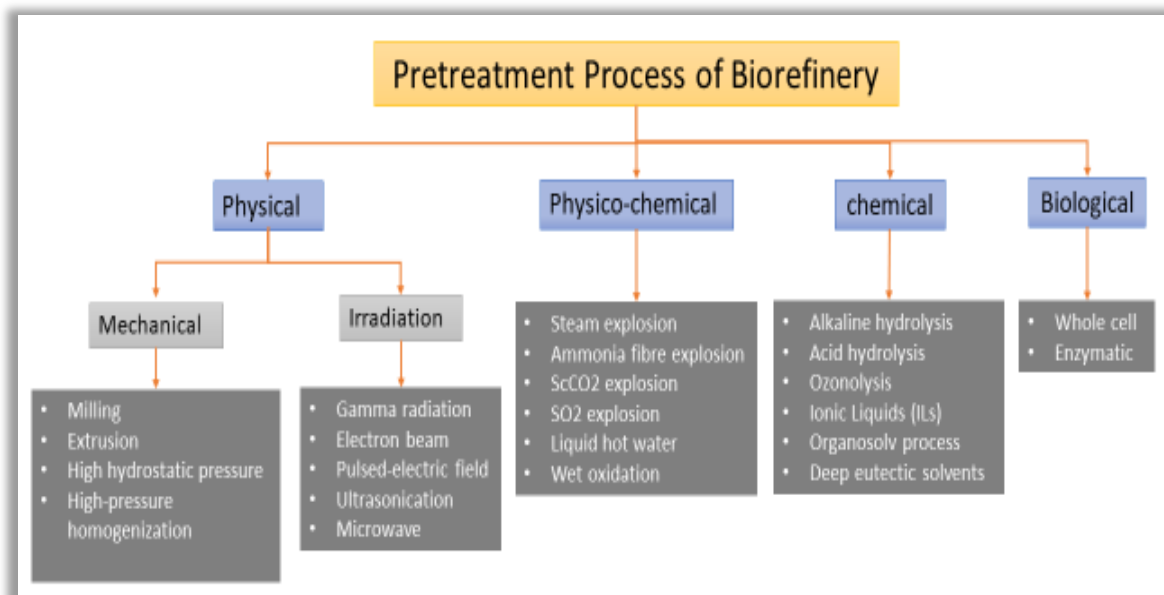 Pretreatment Process of Biorefinery
Physical
Physico-chemical
chemical
Biological
Mechanical
Irradiation
• Milling
• Extrusion
• High hydrostatic pressure
• High-pressure
homogenization
• Gamma radiation
• Electron beam
• Pulsed-electric field
• Ultrasonication
• Microwave
• Steam explosion
• Ammonia fibre explosion
• ScCO2 explosion
• SO2 explosion
• Liquid hot water
• Wet oxidation
• Alkaline hydrolysis
• Acid hydrolysis
• Ozonolysis
• Ionic Liquids (ILs)
• Organosolv process
• Deep eutectic solvents
• Whole cell
• Enzymatic